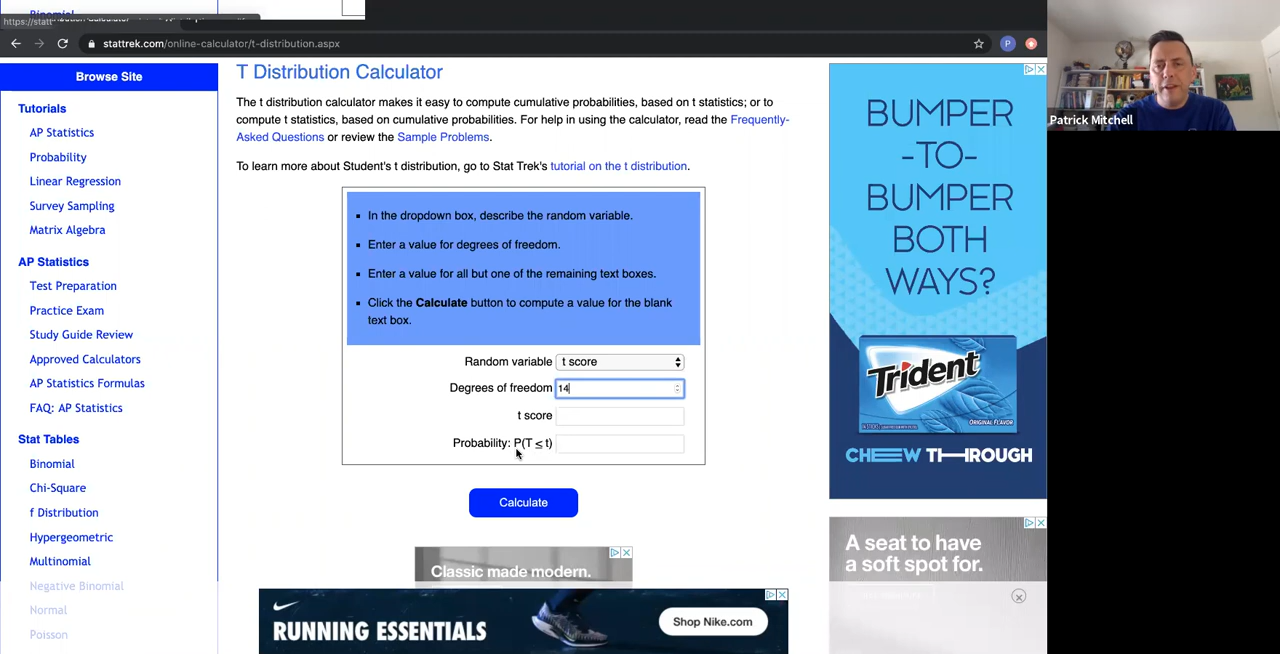 Binomial
https://statt
stattrek.com/online-calculator/t-distribution.aspx
P
Browse Site
Tutorials
AP Statistics
Probability
Linear Regression
Survey Sampling
Matrix Algebra
AP Statistics
Test Preparation
Practice Exam
Study Guide Review
Approved Calculators
AP Statistics Formulas
FAQ: AP Statistics
Stat Tables
Binomial
Chi-Square
f Distribution
Hypergeometric
Multinomial
Negative Binomial
Normal
Poisson
T Distribution Calculator
The t distribution calculator makes it easy to compute cumulative probabilities, based on t statistics; or to
compute t statistics, based on cumulative probabilities. For help in using the calculator, read the Frequently-
Asked Questions or review the Sample Problems.
To learn more about Student's t distribution, go to Stat Trek's tutorial on the t distribution.
In the dropdown box, describe the random variable.
Enter a value for degrees of freedom.
Enter a value for all but one of the remaining text boxes.
Click the Calculate button to compute a value for the blank
text box.
Random variable t score
Degrees of freedom 14
t score
Probability: P(T ≤ t)
Calculate
Classic made modern.
RUNNING ESSENTIALS
Shop Nike.com
BUMPER
-TO-
BUMPER
BOTH
WAYS?
TRIDENT
ORIGINAL FLAVOR
CHEW THROUGH
A seat to have
a soft spot for.
Patrick Mitchell